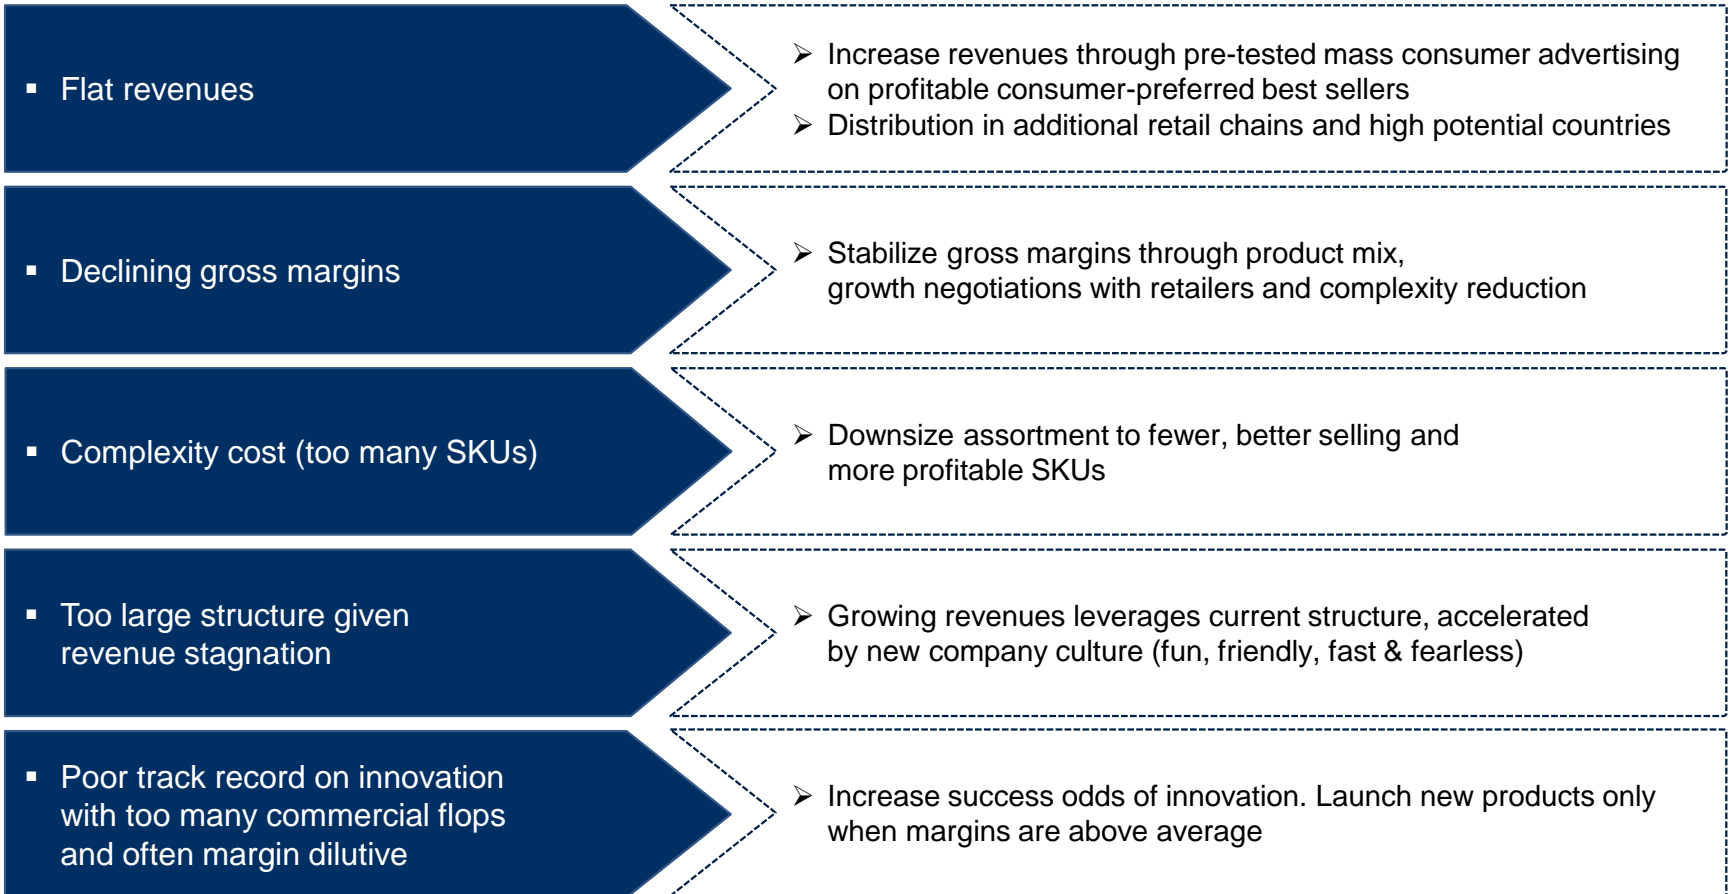 ▪ Flat revenues
➢ Increase revenues through pre-tested mass consumer advertising
on profitable consumer-preferred best sellers
➢ Distribution in additional retail chains and high potential countries
▪ Declining gross margins
➢ Stabilize gross margins through product mix,
growth negotiations with retailers and complexity reduction
▪ Complexity cost (too many SKUs)
➢ Downsize assortment to fewer, better selling and
more profitable SKUs
▪ Too large structure given
revenue stagnation
➢ Growing revenues leverages current structure, accelerated
by new company culture (fun, friendly, fast & fearless)
▪ Poor track record on innovation
with too many commercial flops
and often margin dilutive
➢ Increase success odds of innovation. Launch new products only
when margins are above average